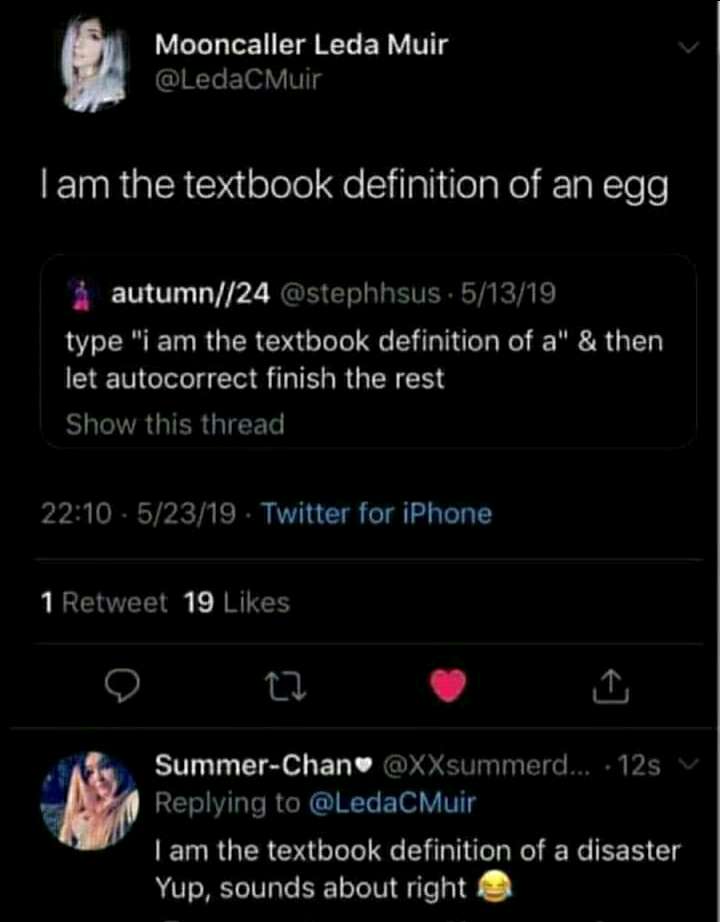 Mooncaller Leda Muir
@LedaCMuir
I am the textbook definition of an egg
autumn//24 @stephhsus · 5/13/19
type "i am the textbook definition of a" & then
let autocorrect finish the rest
Show this thread
22:10 · 5/23/19 · Twitter for iPhone
1 Retweet 19 Likes
Summer-Chan♥ @XXsummerd... · 12s
Replying to @LedaCMuir
I am the textbook definition of a disaster
Yup, sounds about right 😂